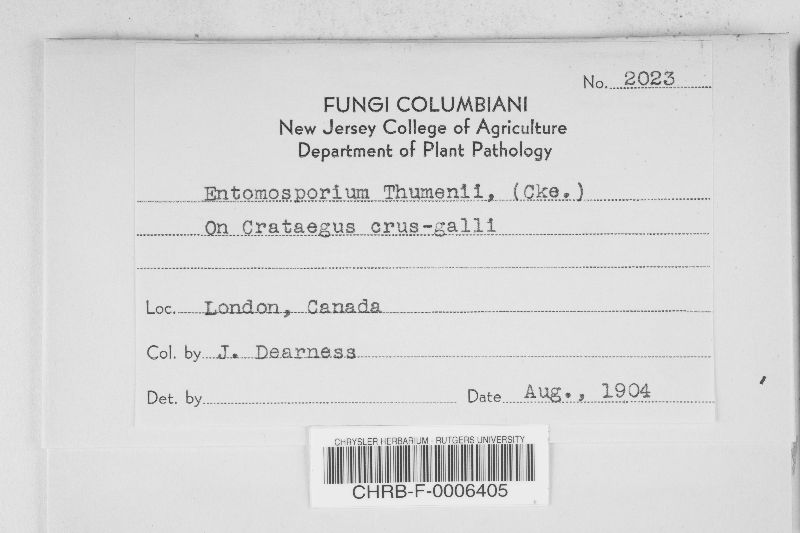 No. 2023
FUNGI COLUMBIANI
New Jersey College of Agriculture
Department of Plant Pathology
Entomosporium Thumenii, (Cke.)
On Crataegus crus-galli
Loc. London, Canada
Col. by J. Dearness
Det. by
Date Aug., 1904
CHRYSLER HERBARIUM - RUTGERS UNIVERSITY
CHRB-F-0006405